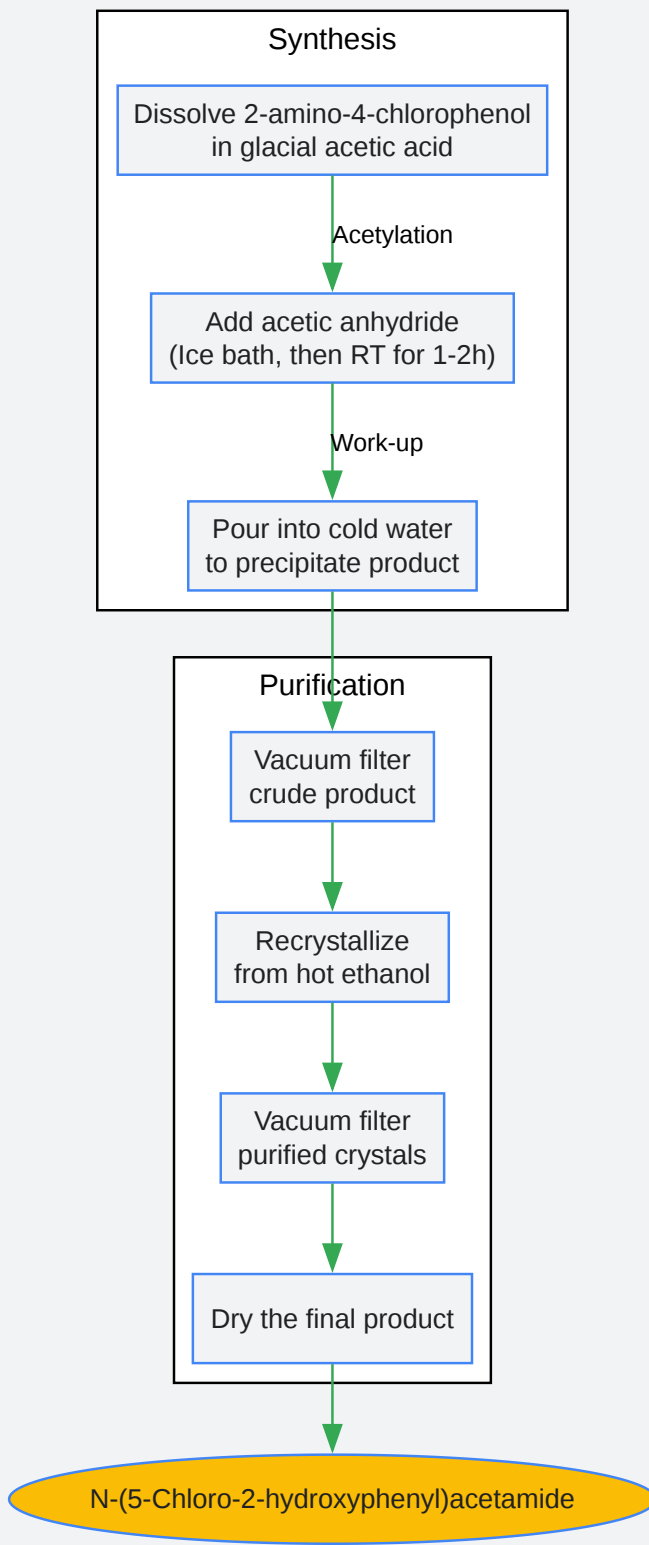 Synthesis
Dissolve 2-amino-4-chlorophenol
in glacial acetic acid
Acetylation
Add acetic anhydride
(Ice bath, then RT for 1-2h)
Work-up
Pour into cold water
to precipitate product
Purification
Vacuum filter
crude product
Recrystallize
from hot ethanol
Vacuum filter
purified crystals
Dry the final product
N-(5-Chloro-2-hydroxyphenyl)acetamide